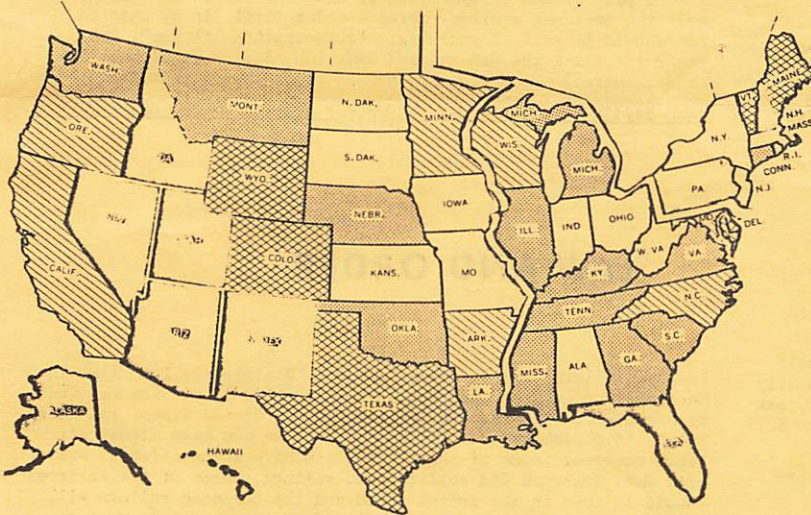 WASH.
MONT.
N. DAK.
MINN.
MICH.
VT.
MAINE
N.H.
MASS.
ORE.
S. DAK.
WIS.
MICH.
N.Y.
R.I.
CONN.
WYO.
IOWA
PA.
N.J.
NEBR.
ILL.
IND
OHIO
MD.
DEL.
COLO.
KANS.
MO
KY
W. VA
VA.
CALIF.
OKLA.
ARK.
TENN.
N.C.
S.C.
TEXAS
LA.
MISS.
ALA
GA.
ALASKA
HAWAII